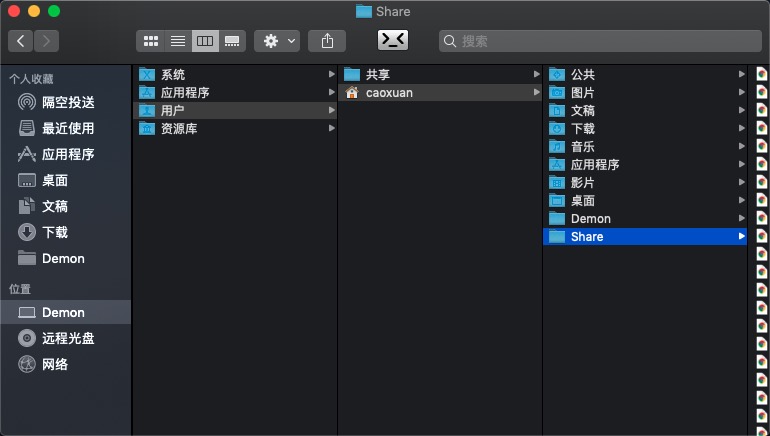 Share
搜索
个人收藏
隔空投送
最近使用
应用程序
桌面
文稿
下载
Demon
位置
Demon
远程光盘
网络
系统
应用程序
用户
资源库
共享
caoxuan
公共
图片
文稿
下载
音乐
应用程序
影片
桌面
Demon
Share